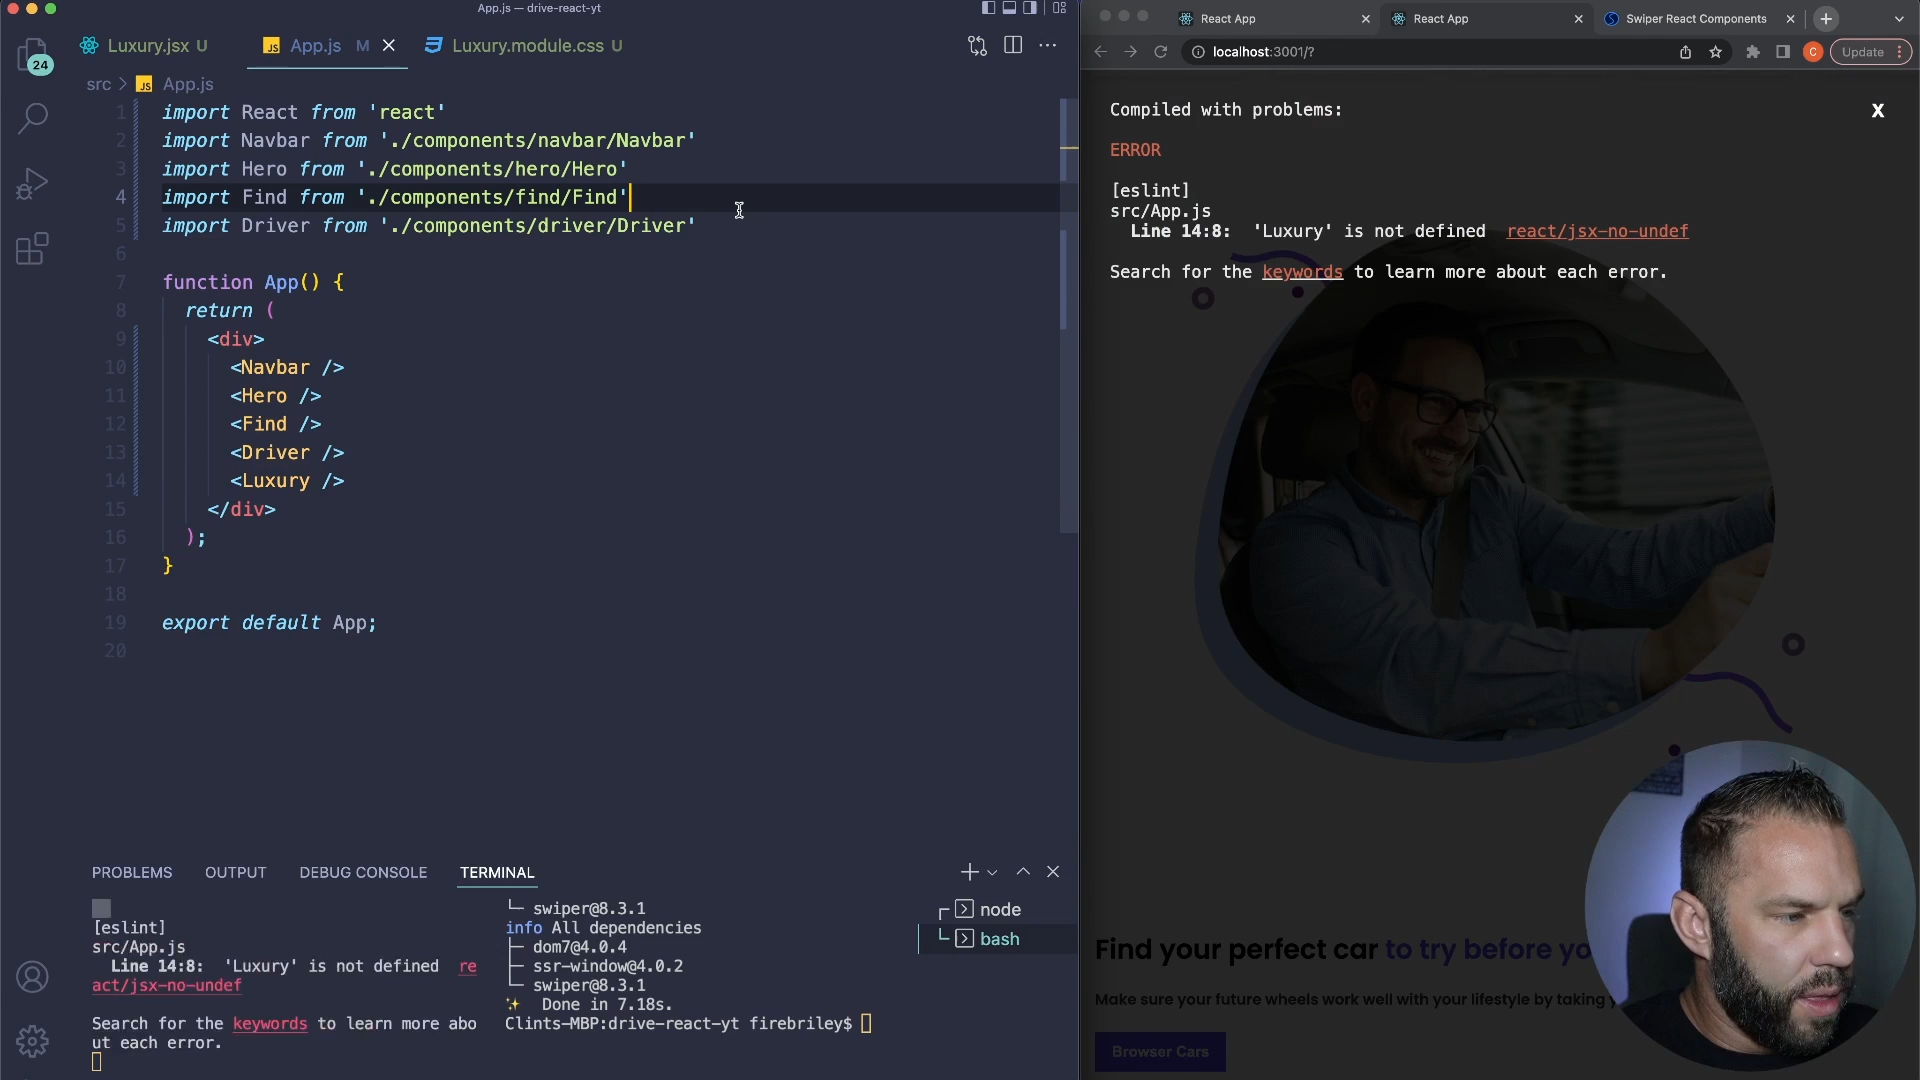 App.js — drive-react-yt
Luxury.jsx U
JS App.js M
Luxury.module.css U
24
src > JS App.js
1 import React from 'react'
2 import Navbar from './components/navbar/Navbar'
3 import Hero from './components/hero/Hero'
4 import Find from './components/find/Find'
5 import Driver from './components/driver/Driver'
6
7 function App() {
8 return (
9 <div>
10 <Navbar />
11 <Hero />
12 <Find />
13 <Driver />
14 <Luxury />
15 </div>
16 );
17 }
18
19 export default App;
20
PROBLEMS OUTPUT DEBUG CONSOLE TERMINAL
[eslint]
src/App.js
Line 14:8: 'Luxury' is not defined re
act/jsx-no-undef
Search for the keywords to learn more abo
ut each error.
└─ swiper@8.3.1
info All dependencies
├─ dom7@4.0.4
├─ ssr-window@4.0.2
└─ swiper@8.3.1
✨ Done in 7.18s.
Clints-MBP:drive-react-yt firebriley$
node
bash
React App
React App
Swiper React Components
localhost:3001/?
C
Update
Compiled with problems:
X
ERROR
[eslint]
src/App.js
Line 14:8: 'Luxury' is not defined react/jsx-no-undef
Search for the keywords to learn more about each error.
Find your perfect car to try before
Make sure your future wheels work well with your lifestyle by taking
Browser Cars